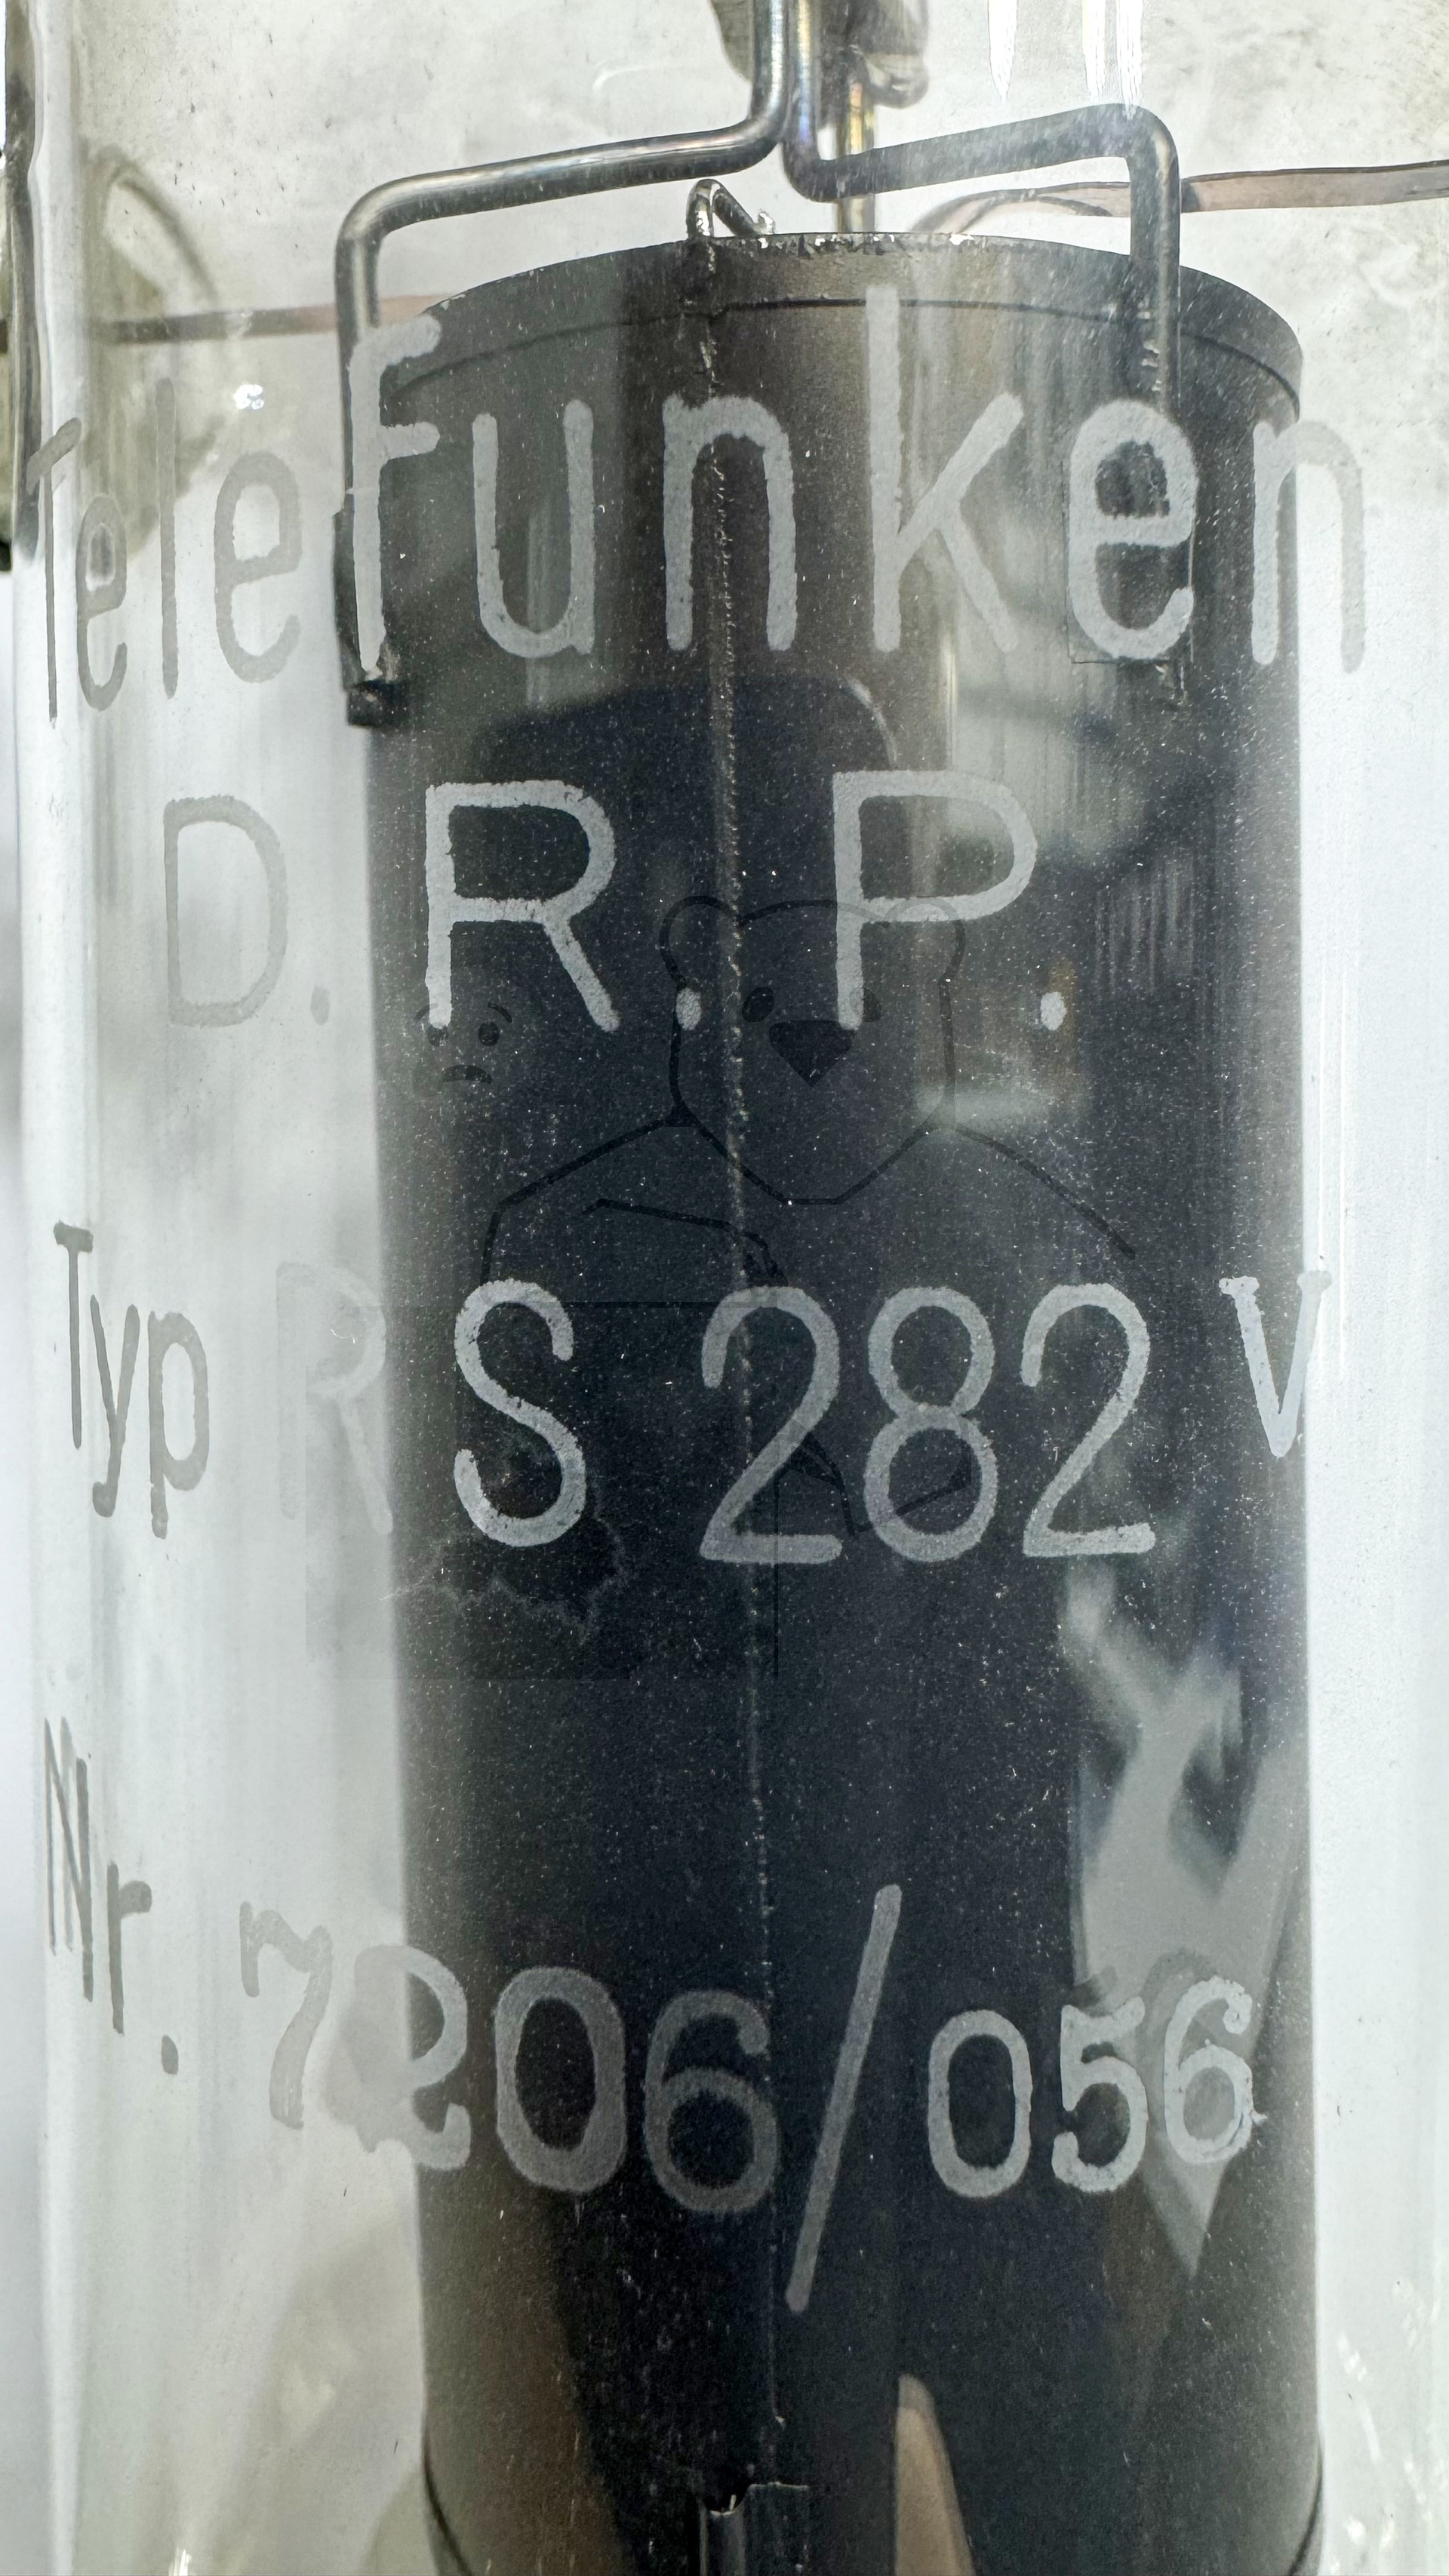 Telefunken
D. R. P.
Typ RS 282 V
Nr. 7206/056